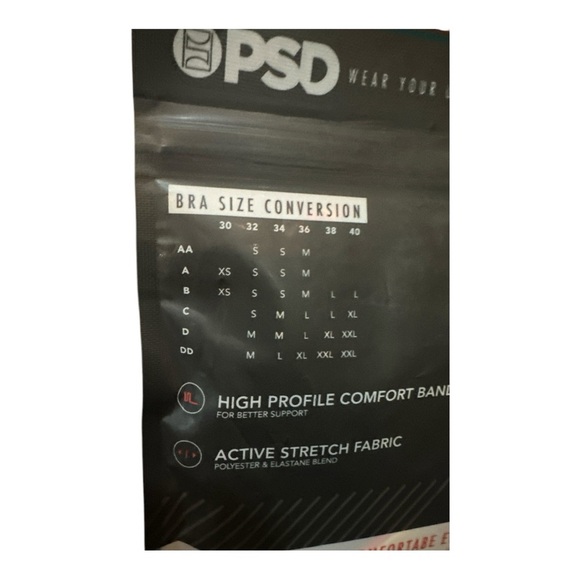 PSD WEAR YOUR
BRA SIZE CONVERSION
30 32 34 36 38 40
AA S S M
A XS S S M
B XS S S M L L
C S M L L XL
D M M L XL XXL
DD M L XL XXL XXL
HIGH PROFILE COMFORT BAND
FOR BETTER SUPPORT
ACTIVE STRETCH FABRIC
POLYESTER & ELASTANE BLEND